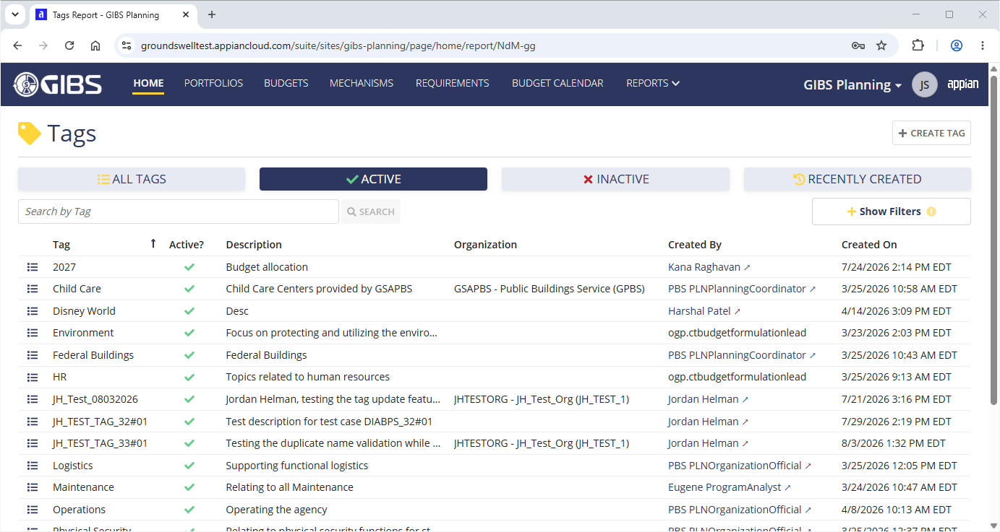 Tags Report - GIBS Planning
groundswelltest.appiancloud.com/suite/sites/gibs-planning/page/home/report/NdM-gg
GIBS HOME PORTFOLIOS BUDGETS MECHANISMS REQUIREMENTS BUDGET CALENDAR REPORTS GIBS Planning JS appian
Tags + CREATE TAG
ALL TAGS ACTIVE INACTIVE RECENTLY CREATED
Search by Tag SEARCH + Show Filters
Tag ↑ Active? Description Organization Created By Created On
2027 Budget allocation Kana Raghavan ↗ 7/24/2026 2:14 PM EDT
Child Care Child Care Centers provided by GSAPBS GSAPBS - Public Buildings Service (GPBS) PBS PLNPlanningCoordinator ↗ 3/25/2026 10:58 AM EDT
Disney World Desc Harshal Patel ↗ 4/14/2026 3:09 PM EDT
Environment Focus on protecting and utilizing the enviro... ogp.ctbudgetformulationlead 3/23/2026 2:03 PM EDT
Federal Buildings Federal Buildings PBS PLNPlanningCoordinator ↗ 3/25/2026 10:43 AM EDT
HR Topics related to human resources ogp.ctbudgetformulationlead 3/25/2026 9:13 AM EDT
JH_Test_08032026 Jordan Helman, testing the tag update featu... JHTESTORG - JH_Test_Org (JH_TEST_1) Jordan Helman ↗ 7/21/2026 3:16 PM EDT
JH_TEST_TAG_32#01 Test description for test case DIABPS_32#01 Jordan Helman ↗ 7/29/2026 2:19 PM EDT
JH_TEST_TAG_33#01 Testing the duplicate name validation while ... JHTESTORG - JH_Test_Org (JH_TEST_1) Jordan Helman ↗ 8/3/2026 1:32 PM EDT
Logistics Supporting functional logistics PBS PLNOrganizationOfficial ↗ 3/25/2026 12:05 PM EDT
Maintenance Relating to all Maintenance Eugene ProgramAnalyst ↗ 3/24/2026 10:47 AM EDT
Operations Operating the agency PBS PLNOrganizationOfficial ↗ 4/8/2026 10:13 AM EDT
Physical Security Relating to physical security functions for st... PBS PLNOrganizationOfficial ↗ 3/25/2026 12:37 PM EDT